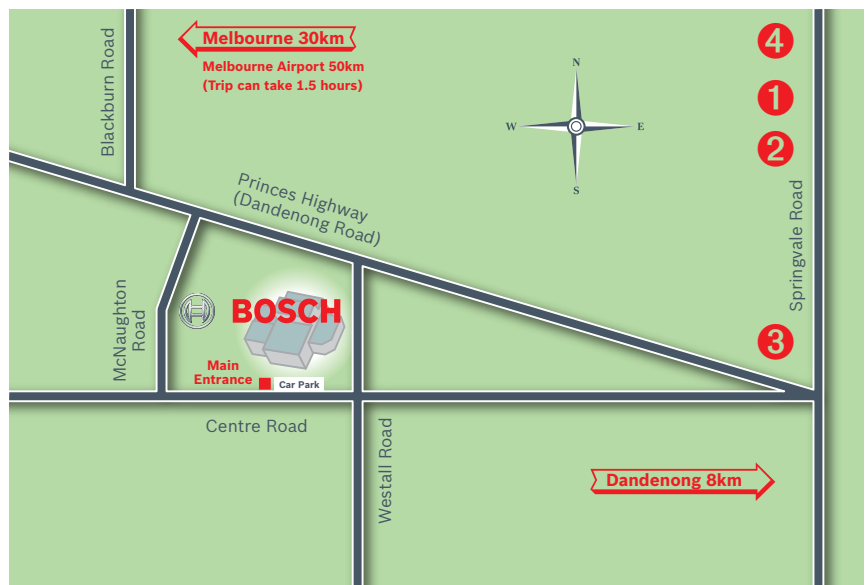 Blackburn Road
Melbourne 30km
Melbourne Airport 50km
(Trip can take 1.5 hours)
N
W
E
S
4
1
2
Princes Highway
(Dandenong Road)
Springvale Road
McNaughton
Road
BOSCH
3
Main
Entrance
Car Park
Centre Road
Westall Road
Dandenong 8km